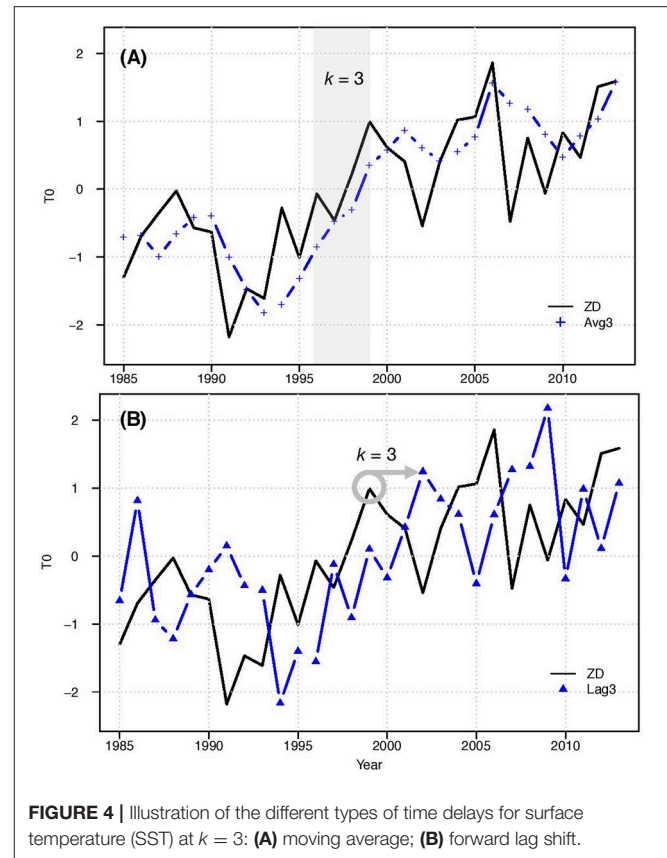 (A)
k = 3
2
1
0
−1
−2
T0
ZD
Avg3
1985
1990
1995
2000
2005
2010
(B)
k = 3
2
1
0
−1
−2
T0
ZD
Lag3
1985
1990
1995
2000
2005
2010
Year
FIGURE 4 | Illustration of the different types of time delays for surface
temperature (SST) at k = 3: (A) moving average; (B) forward lag shift.